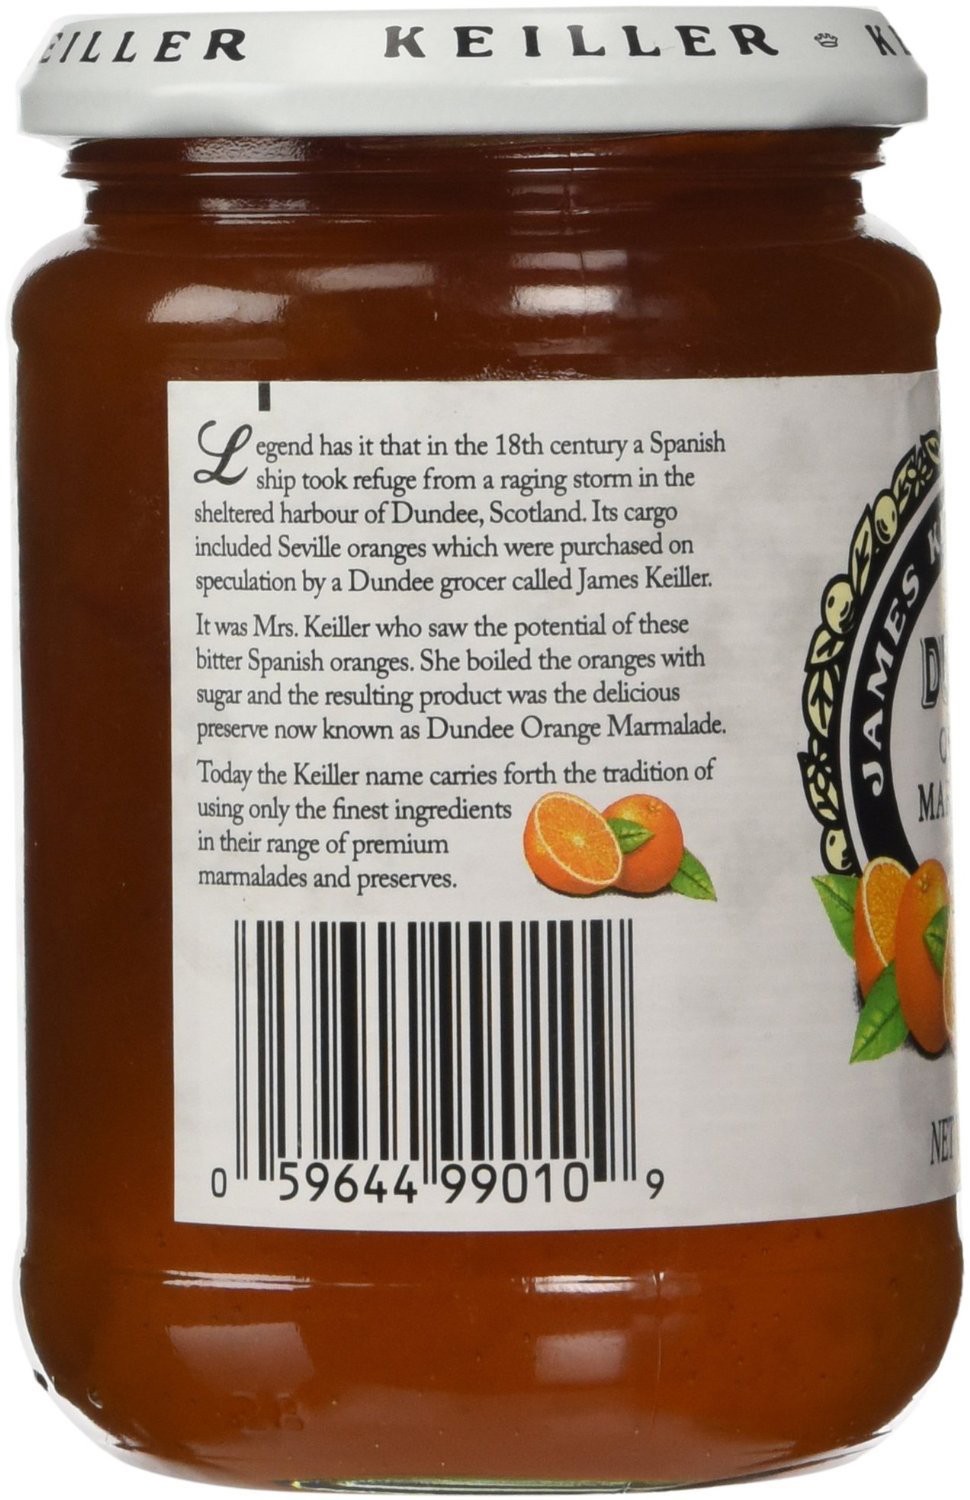 EILLER KEILLER
Legend has it that in the 18th century a Spanish
ship took refuge from a raging storm in the
sheltered harbour of Dundee, Scotland. Its cargo
included Seville oranges which were purchased on
speculation by a Dundee grocer called James Keiller.
It was Mrs. Keiller who saw the potential of these
bitter Spanish oranges. She boiled the oranges with
sugar and the resulting product was the delicious
preserve now known as Dundee Orange Marmalade.
Today the Keiller name carries forth the tradition of
using only the finest ingredients
in their range of premium
marmalades and preserves.
0 59644 99010 9
JAMES
NET